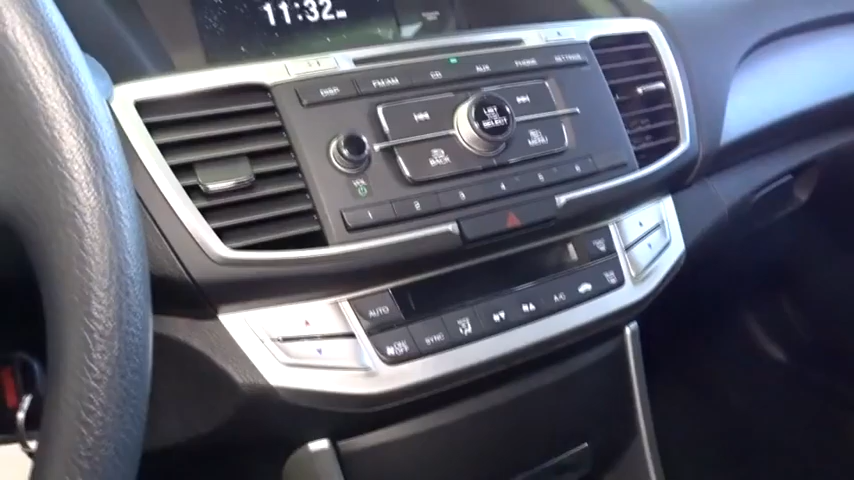 11:32
DISP FM/AM CD AUX PHONE SETTINGS
LIST
SELECT
BACK MENU
1 2 3 4 5 6
AUTO
SYNC A/C